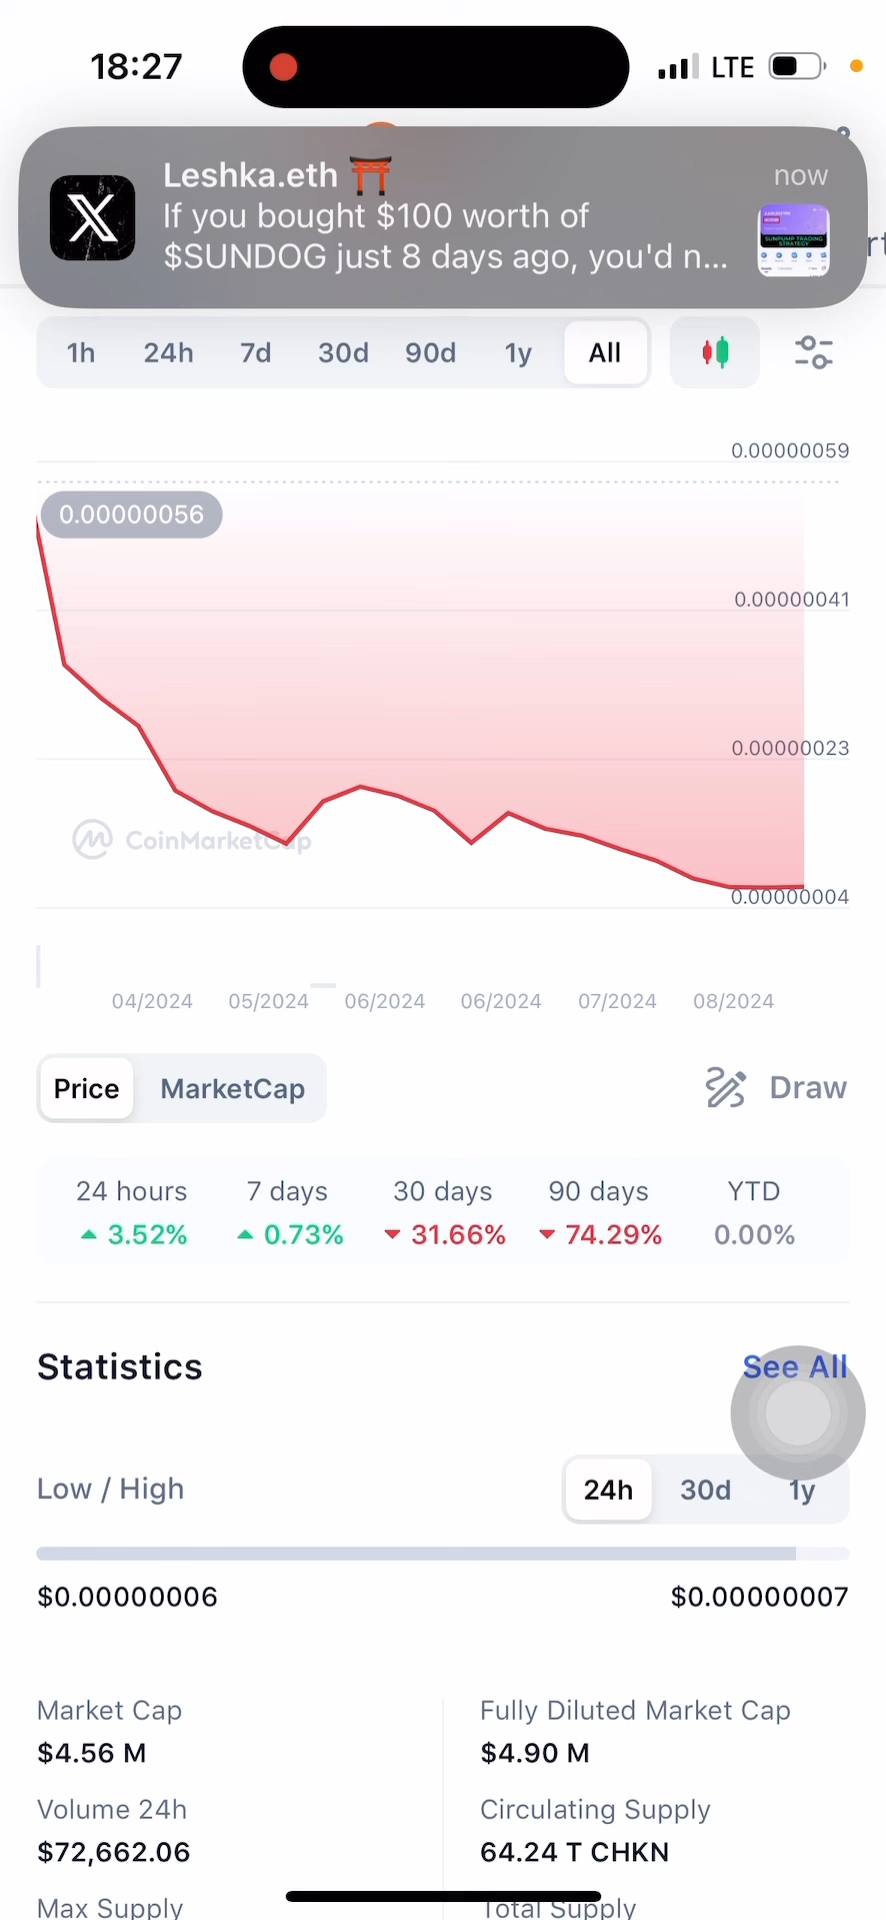 18:27
LTE
Leshka.eth ⛩️
now
If you bought $100 worth of
$SUNDOG just 8 days ago, you'd n...
SUNPUMP TRADING
STRATEGY
1h 24h 7d 30d 90d 1y All
0.00000059
0.00000056
0.00000041
0.00000023
CoinMarketCap
0.00000004
04/2024 05/2024 06/2024 06/2024 07/2024 08/2024
Price MarketCap
Draw
24 hours 7 days 30 days 90 days YTD
3.52% 0.73% 31.66% 74.29% 0.00%
Statistics
See All
Low / High
24h 30d 1y
$0.00000006
$0.00000007
Market Cap
$4.56 M
Fully Diluted Market Cap
$4.90 M
Volume 24h
$72,662.06
Circulating Supply
64.24 T CHKN
Max Supply
Total Supply